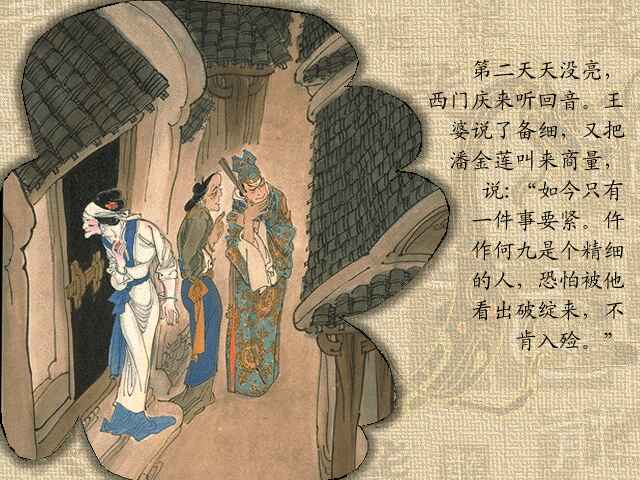 第二天天没亮，
西门庆来听回音。王
婆说了备细，又把
潘金莲叫来商量，
说：“如今只有
一件事要紧。仵
作何九是个精细
的人，恐怕被他
看出破绽来，不
肯入殓。”